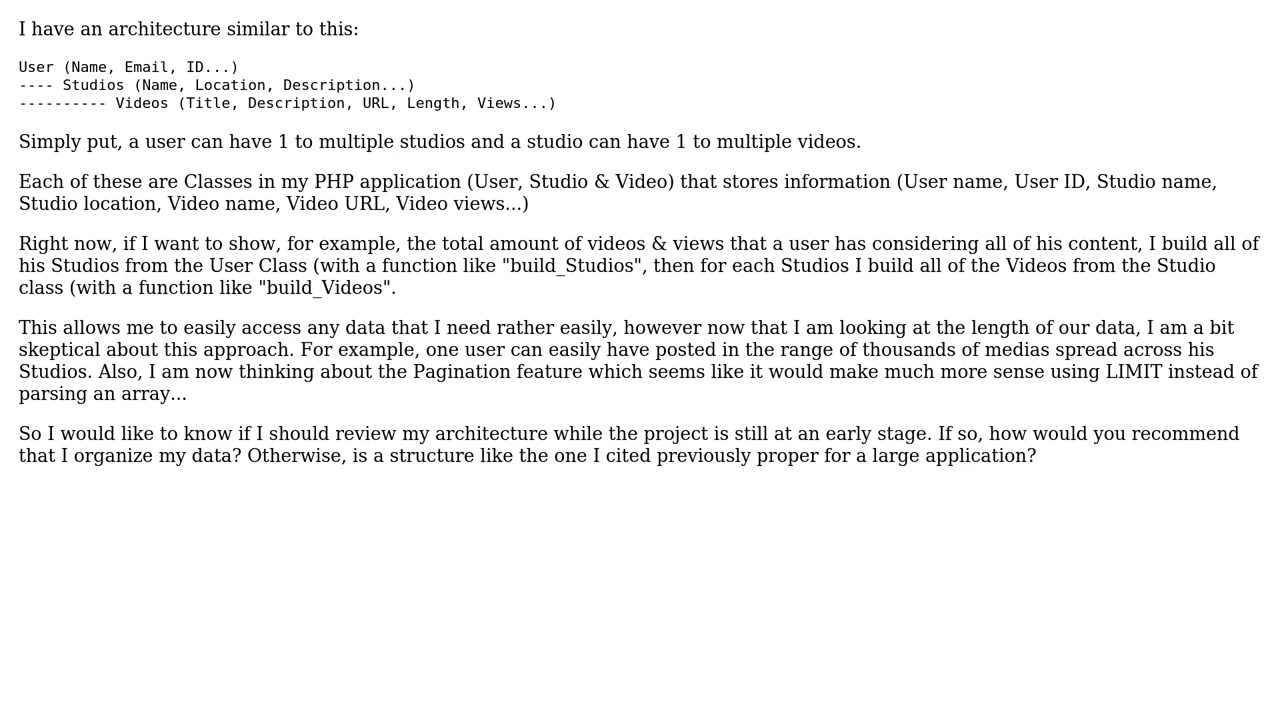 I have an architecture similar to this:
User (Name, Email, ID...)
---- Studios (Name, Location, Description...)
---------- Videos (Title, Description, URL, Length, Views...)
Simply put, a user can have 1 to multiple studios and a studio can have 1 to multiple videos.
Each of these are Classes in my PHP application (User, Studio & Video) that stores information (User name, User ID, Studio name,
Studio location, Video name, Video URL, Video views...)
Right now, if I want to show, for example, the total amount of videos & views that a user has considering all of his content, I build all of
his Studios from the User Class (with a function like "build_Studios", then for each Studios I build all of the Videos from the Studio
class (with a function like "build_Videos".
This allows me to easily access any data that I need rather easily, however now that I am looking at the length of our data, I am a bit
skeptical about this approach. For example, one user can easily have posted in the range of thousands of medias spread across his
Studios. Also, I am now thinking about the Pagination feature which seems like it would make much more sense using LIMIT instead of
parsing an array...
So I would like to know if I should review my architecture while the project is still at an early stage. If so, how would you recommend
that I organize my data? Otherwise, is a structure like the one I cited previously proper for a large application?